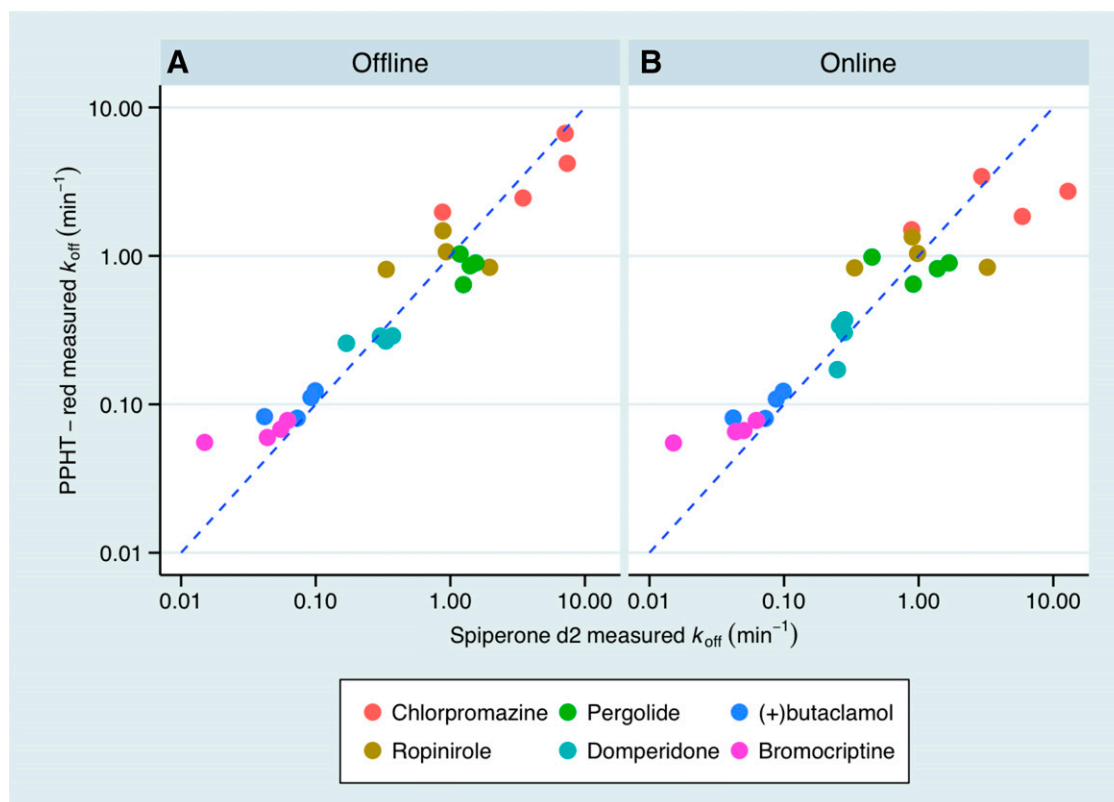 A Offline
B Online
PPHT – red measured koff (min−1)
10.00
1.00
0.10
0.01
0.01 0.10 1.00 10.00
0.01 0.10 1.00 10.00
Spiperone d2 measured koff (min−1)
Chlorpromazine Pergolide (+)butaclamol
Ropinirole Domperidone Bromocriptine